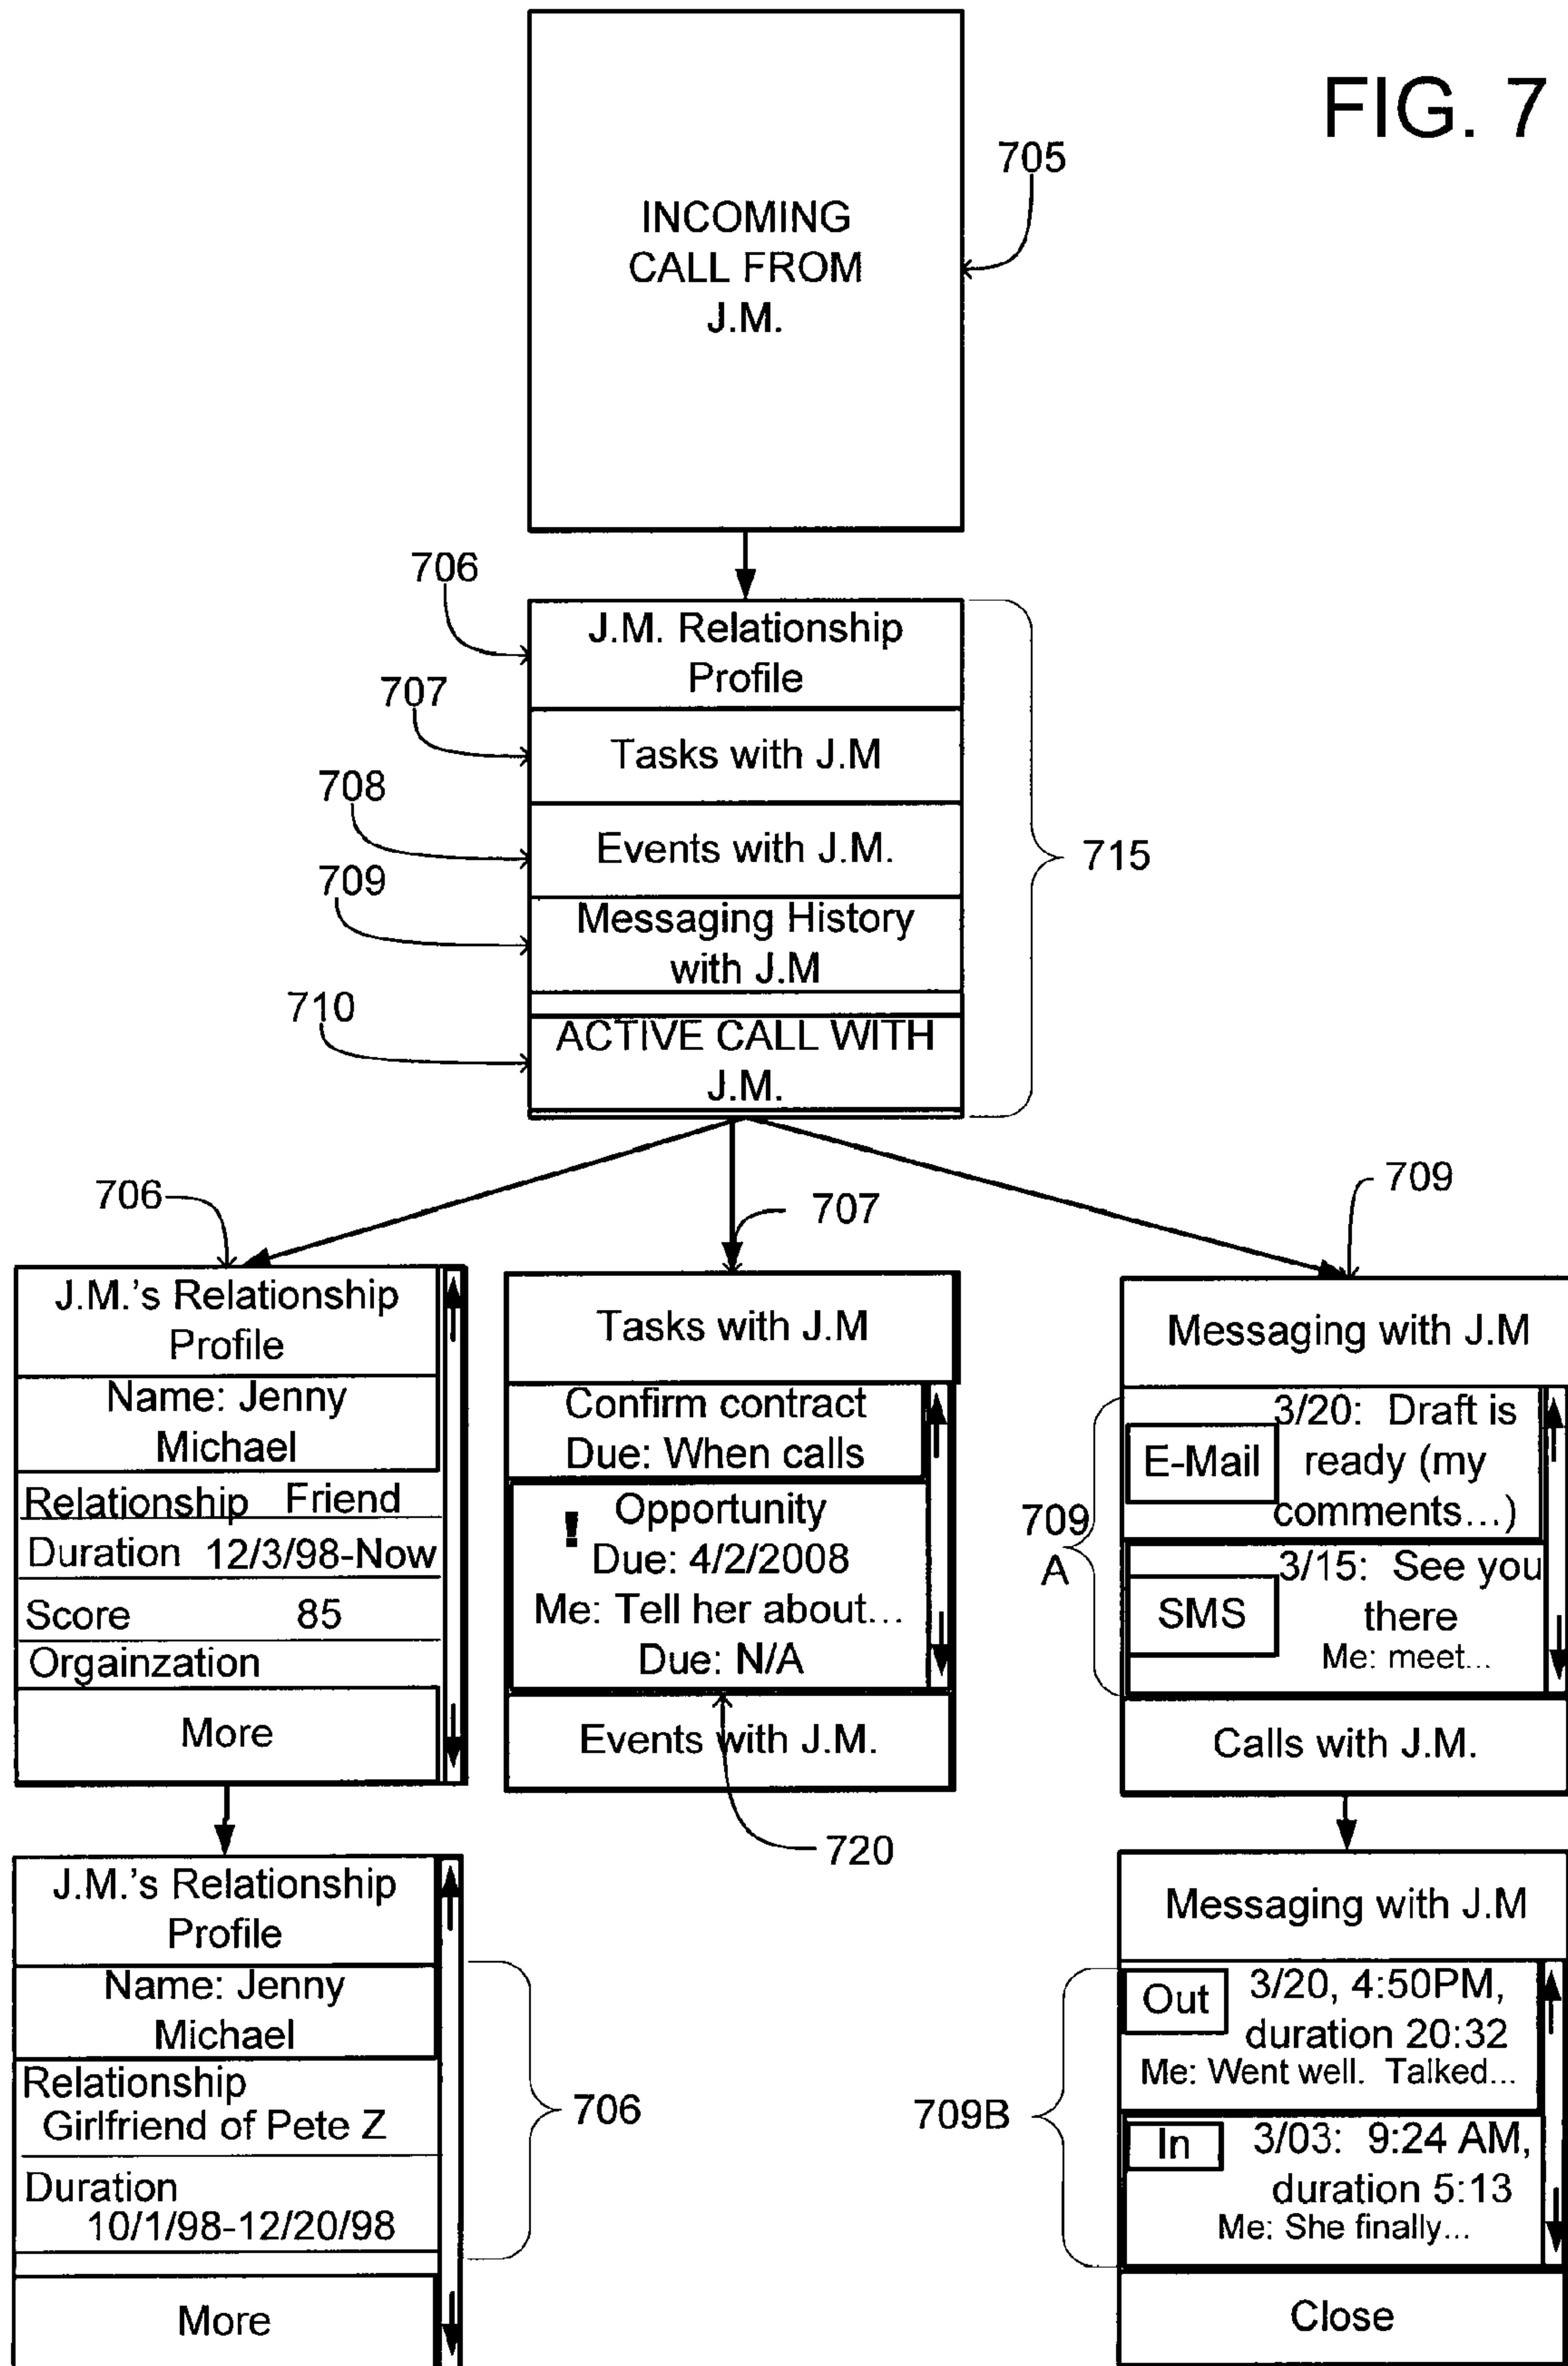 FIG. 7
705
INCOMING
CALL FROM
J.M.
706
J.M. Relationship
Profile
707
Tasks with J.M
708
Events with J.M.
715
709
Messaging History
with J.M
710
ACTIVE CALL WITH
J.M.
706
707
709
J.M.'s Relationship
Profile
Name: Jenny
Michael
Relationship Friend
Duration 12/3/98-Now
Score 85
Orgainzation
More
Tasks with J.M
Confirm contract
Due: When calls
! Opportunity
Due: 4/2/2008
Me: Tell her about...
Due: N/A
Events with J.M.
720
Messaging with J.M
709
A
E-Mail
3/20: Draft is
ready (my
comments...)
SMS
3/15: See you
there
Me: meet...
Calls with J.M.
J.M.'s Relationship
Profile
Name: Jenny
Michael
Relationship
Girlfriend of Pete Z
Duration
10/1/98-12/20/98
More
706
Messaging with J.M
709B
Out
3/20, 4:50PM,
duration 20:32
Me: Went well. Talked...
In
3/03: 9:24 AM,
duration 5:13
Me: She finally...
Close